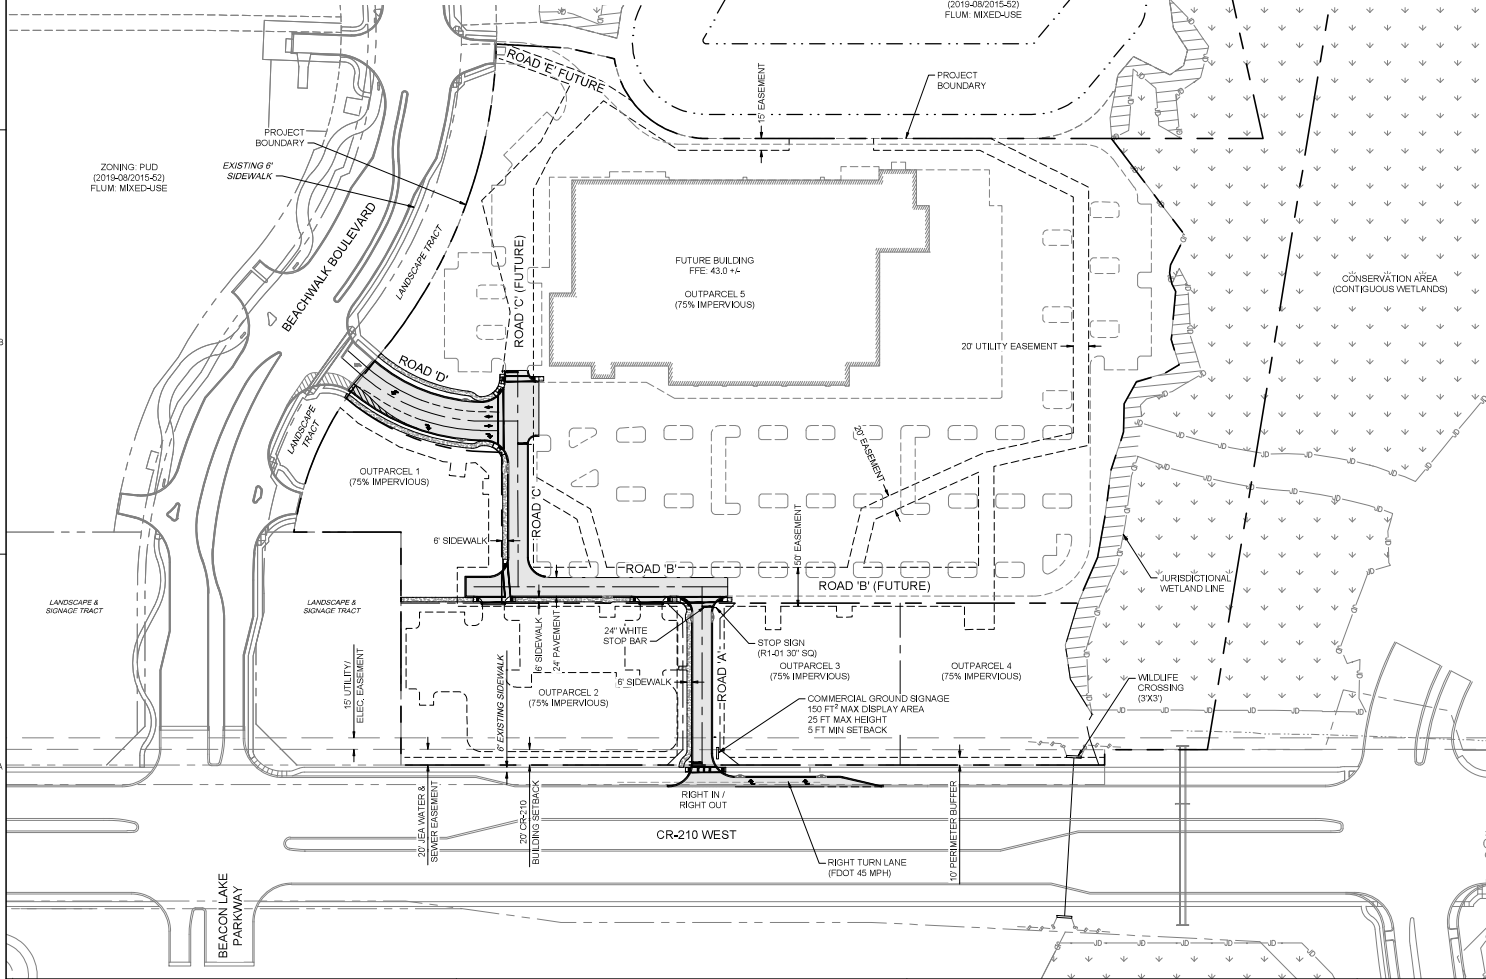 (2019-08/2015-52)
FLUM: MIXED-USE
ROAD 'E' FUTURE
15' EASEMENT
PROJECT
BOUNDARY
PROJECT
BOUNDARY
EXISTING 6'
SIDEWALK
ZONING: PUD
(2019-08/2015-52)
FLUM: MIXED-USE
BEACHWALK BOULEVARD
LANDSCAPE TRACT
ROAD 'C' (FUTURE)
FUTURE BUILDING
FFE: 43.0 +/-
OUTPARCEL 5
(75% IMPERVIOUS)
CONSERVATION AREA
(CONTIGUOUS WETLANDS)
20' UTILITY EASEMENT
ROAD 'D'
LANDSCAPE
TRACT
20' EASEMENT
OUTPARCEL 1
(75% IMPERVIOUS)
ROAD 'C'
6' SIDEWALK
50' EASEMENT
ROAD 'B'
ROAD 'B' (FUTURE)
JURISDICTIONAL
WETLAND LINE
LANDSCAPE &
SIGNAGE TRACT
LANDSCAPE &
SIGNAGE TRACT
15' UTILITY/
ELEC. EASEMENT
6' EXISTING SIDEWALK
6' SIDEWALK
24' PAVEMENT
24" WHITE
STOP BAR
STOP SIGN
(R1-01 30" SQ)
OUTPARCEL 3
(75% IMPERVIOUS)
OUTPARCEL 4
(75% IMPERVIOUS)
6' SIDEWALK
ROAD 'A'
OUTPARCEL 2
(75% IMPERVIOUS)
COMMERCIAL GROUND SIGNAGE
150 FT² MAX DISPLAY AREA
25 FT MAX HEIGHT
5 FT MIN SETBACK
WILDLIFE
CROSSING
(3'X3')
20' JEA WATER &
SEWER EASEMENT
20' CR-210
BUILDING SETBACK
RIGHT IN /
RIGHT OUT
CR-210 WEST
RIGHT TURN LANE
(FDOT 45 MPH)
10' PERIMETER BUFFER
BEACON LAKE
PARKWAY